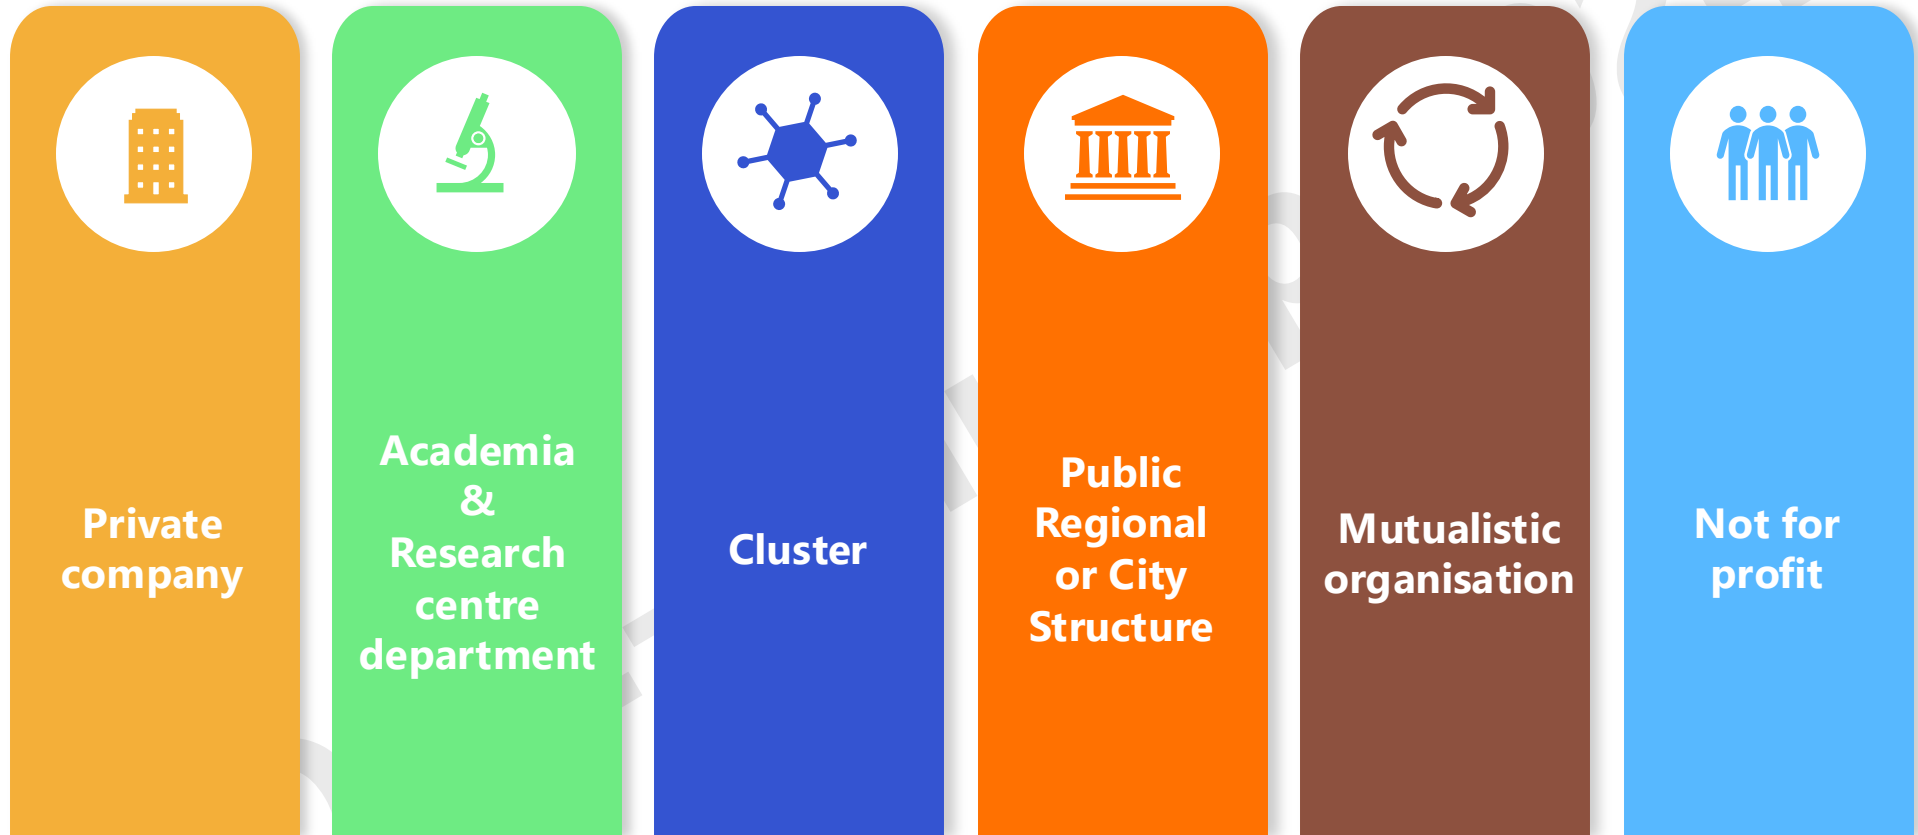 Private
company
Academia
&
Research
centre
department
Cluster
Public
Regional
or City
Structure
Mutualistic
organisation
Not for
profit